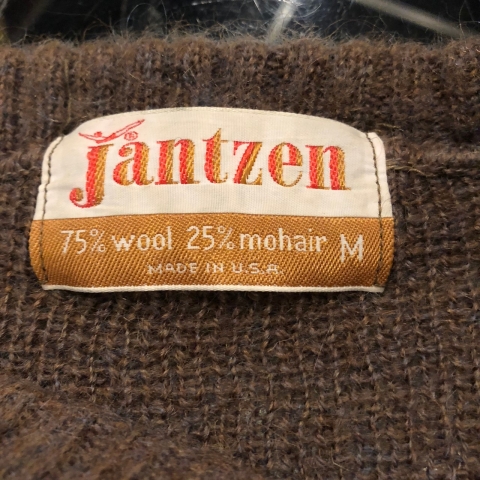 jantzen
75% wool 25% mohair M
MADE IN U.S.A.